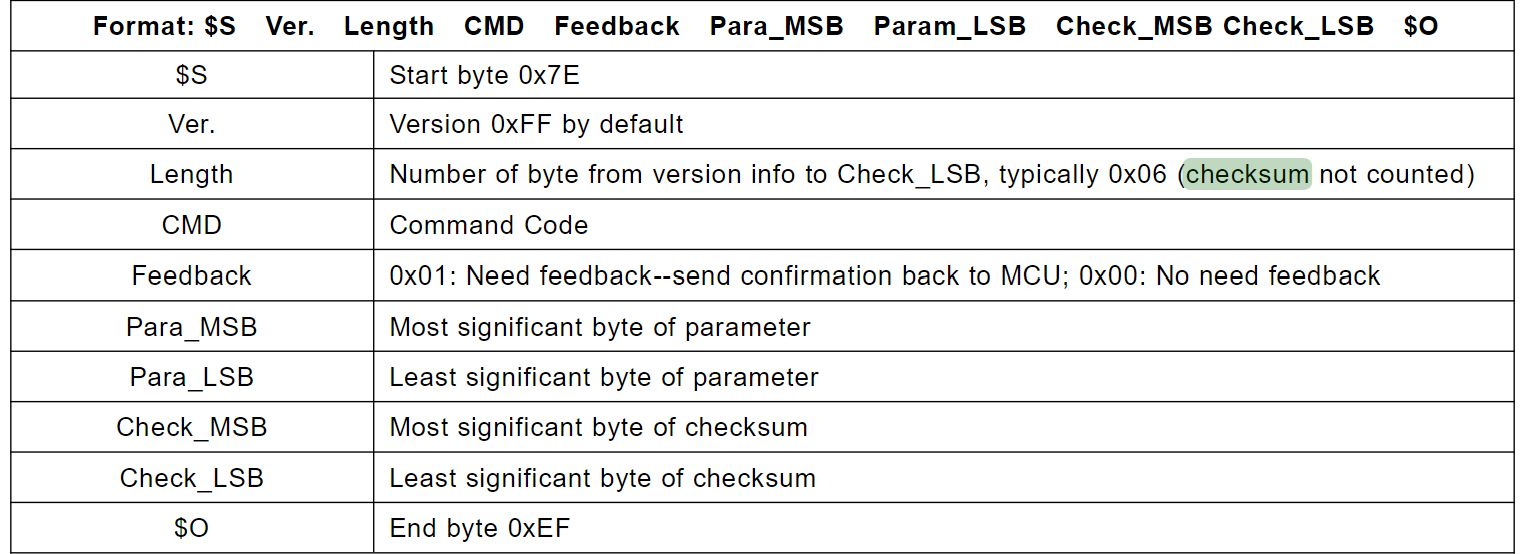 Format: $S Ver. Length CMD Feedback Para_MSB Param_LSB Check_MSB Check_LSB $O
$S Start byte 0x7E
Ver. Version 0xFF by default
Length Number of byte from version info to Check_LSB, typically 0x06 (checksum not counted)
CMD Command Code
Feedback 0x01: Need feedback--send confirmation back to MCU; 0x00: No need feedback
Para_MSB Most significant byte of parameter
Para_LSB Least significant byte of parameter
Check_MSB Most significant byte of checksum
Check_LSB Least significant byte of checksum
$O End byte 0xEF